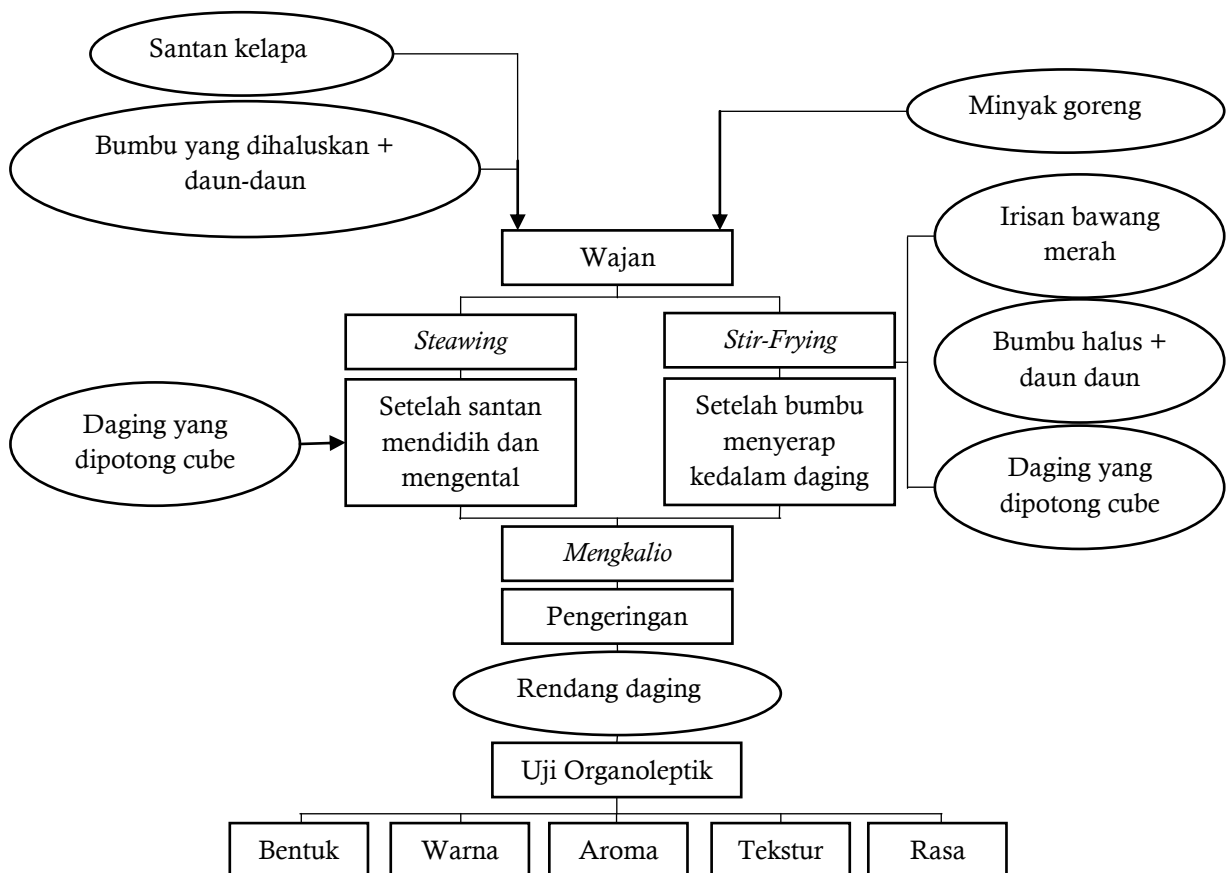 Santan kelapa
Minyak goreng
Bumbu yang dihaluskan +
daun-daun
Irisan bawang
merah
Wajan
Steawing
Stir-Frying
Bumbu halus +
daun daun
Daging yang
dipotong cube
Setelah santan
mendidih dan
mengental
Setelah bumbu
menyerap
kedalam daging
Daging yang
dipotong cube
Mengkalio
Pengeringan
Rendang daging
Uji Organoleptik
Bentuk
Warna
Aroma
Tekstur
Rasa